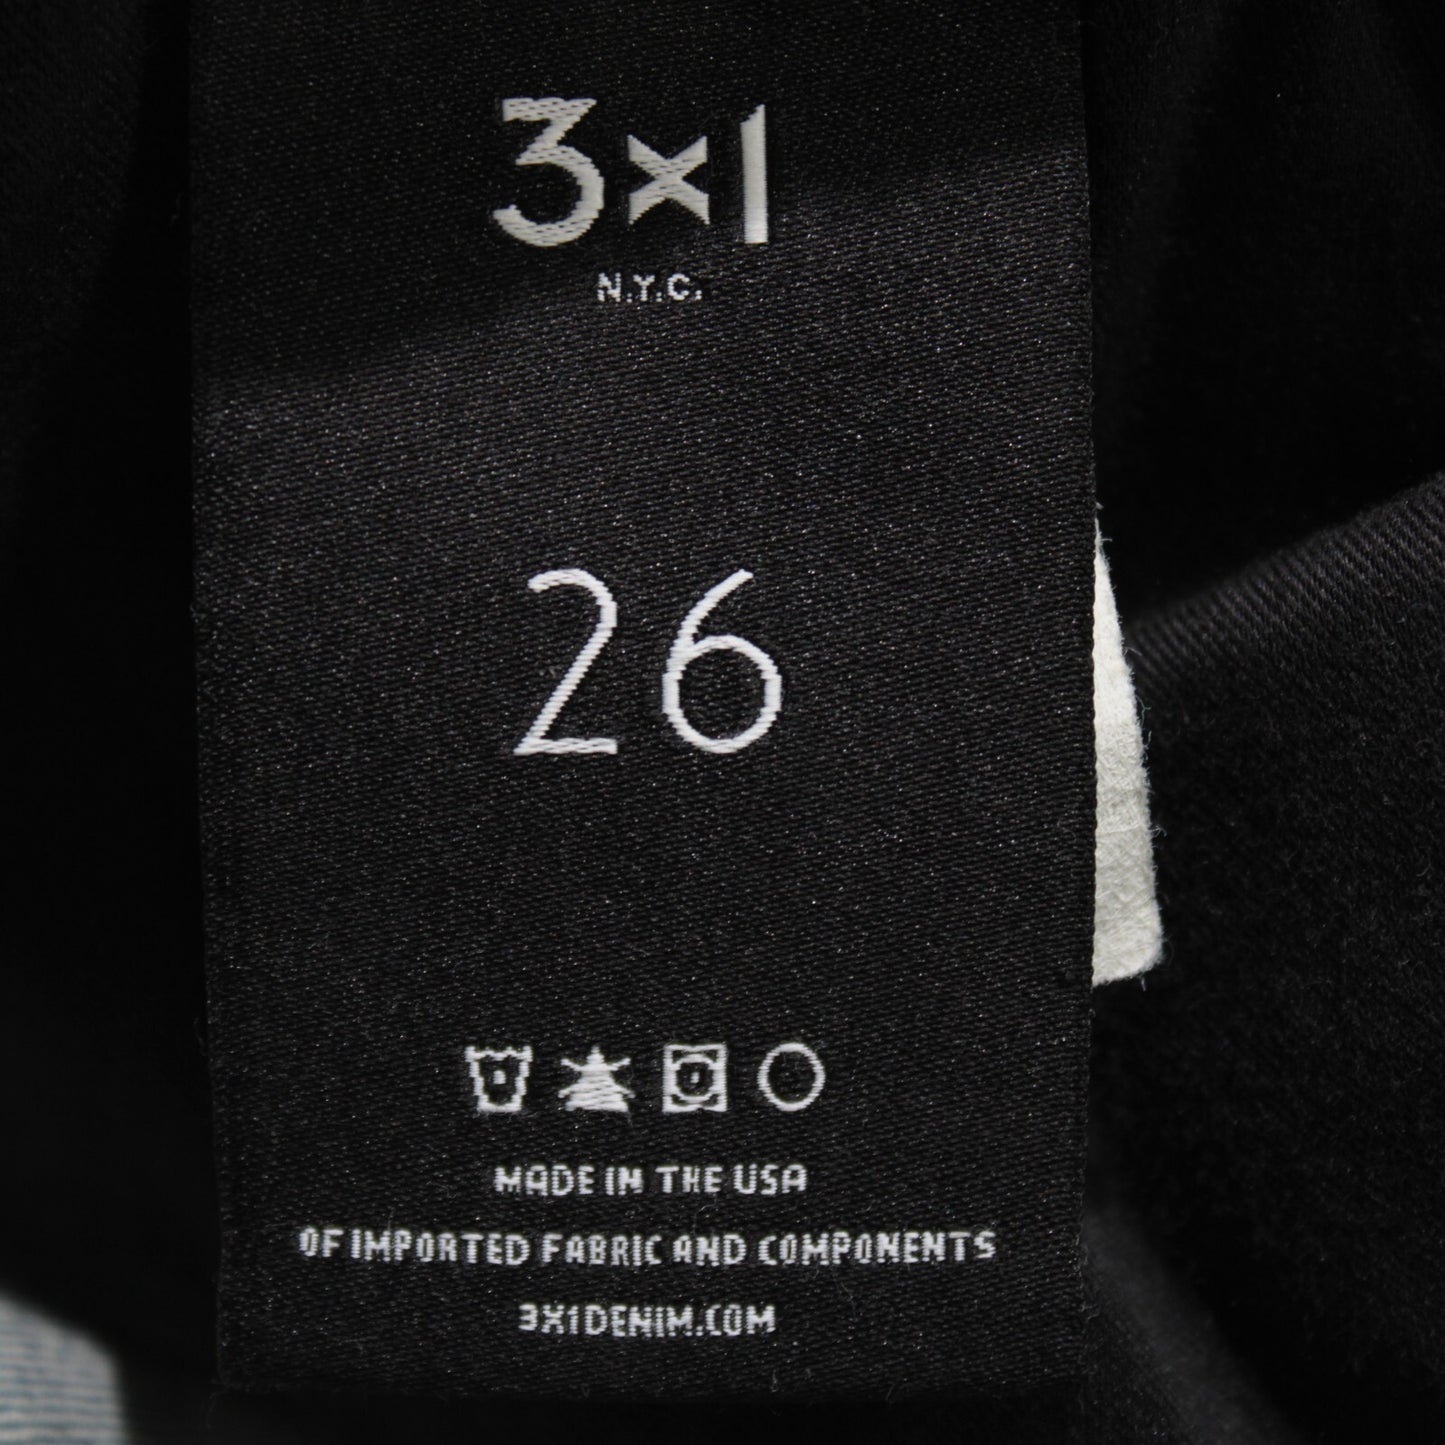 3x1
N.Y.C.
26
MADE IN THE USA
OF IMPORTED FABRIC AND COMPONENTS
3X1DENIM.COM